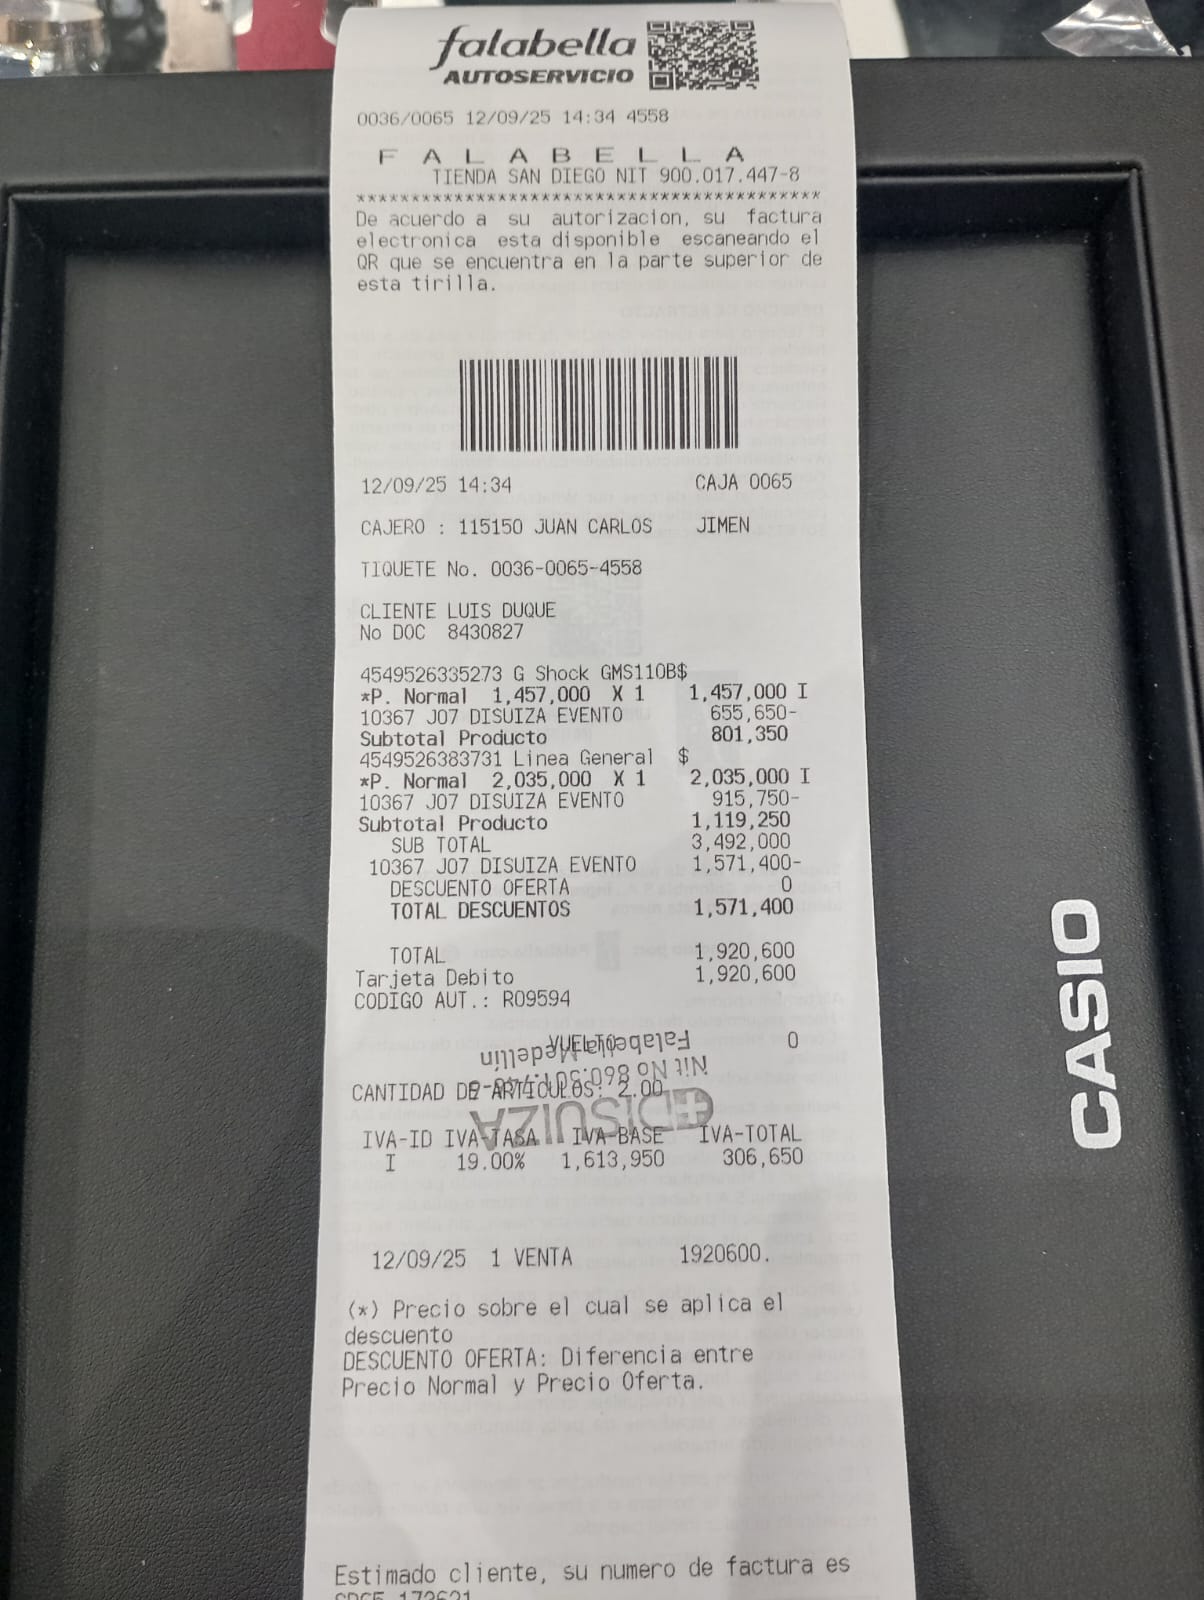 falabella
AUTOSERVICIO
0036/0065 12/09/25 14:34 4558
F A L A B E L L A
TIENDA SAN DIEGO NIT 900.017.447-8
****************************************
De acuerdo a su autorizacion, su factura
electronica esta disponible escaneando el
QR que se encuentra en la parte superior de
esta tirilla.
12/09/25 14:34 CAJA 0065
CAJERO : 115150 JUAN CARLOS JIMEN
TIQUETE No. 0036-0065-4558
CLIENTE LUIS DUQUE
No DOC 8430827
4549526335273 G Shock GMS110B$
*P. Normal 1,457,000 X 1 1,457,000 I
10367 J07 DISUIZA EVENTO 655,650-
Subtotal Producto 801,350
4549526383731 Linea General $
*P. Normal 2,035,000 X 1 2,035,000 I
10367 J07 DISUIZA EVENTO 915,750-
Subtotal Producto 1,119,250
SUB TOTAL 3,492,000
10367 J07 DISUIZA EVENTO 1,571,400-
DESCUENTO OFERTA 0
TOTAL DESCUENTOS 1,571,400
TOTAL 1,920,600
Tarjeta Debito 1,920,600
CODIGO AUT.: R09594
VUELTO 0
CANTIDAD DE ARTICULOS: 2.00
DISUIZA
Nit No 860.501.
Falabella Medellín
IVA-ID IVA-TASA IVA-BASE IVA-TOTAL
I 19.00% 1,613,950 306,650
12/09/25 1 VENTA 1920600.
(*) Precio sobre el cual se aplica el
descuento
DESCUENTO OFERTA: Diferencia entre
Precio Normal y Precio Oferta.
Estimado cliente, su numero de factura es
CASIO